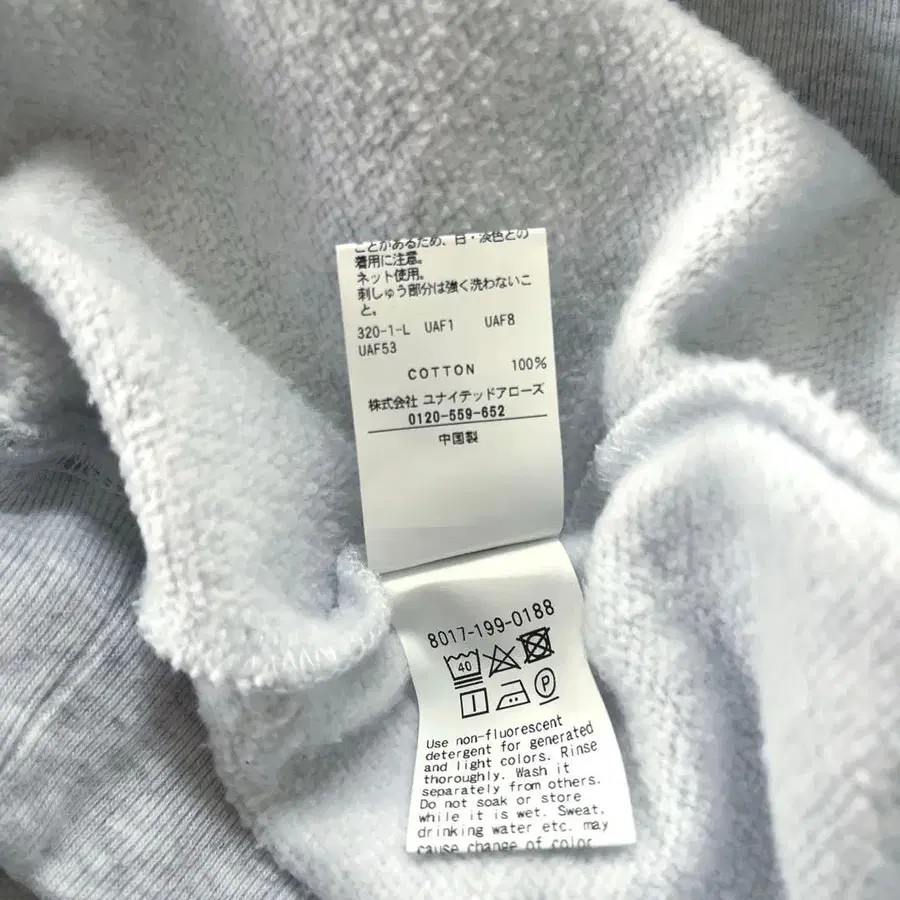 ことがあるため、白・淡色との
着用に注意。
ネット使用。
刺しゅう部分は強く洗わないこ
と。
320-1-L UAF1 UAF8
UAF53
COTTON 100%
株式会社 ユナイテッドアローズ
0120-559-652
中国製
8017-199-0188
40
P
Use non-fluorescent
detergent for generated
and light colors. Rinse
thoroughly. Wash it
separately from others.
Do not soak or store
while it is wet. Sweat,
drinking water etc. may
cause change of color